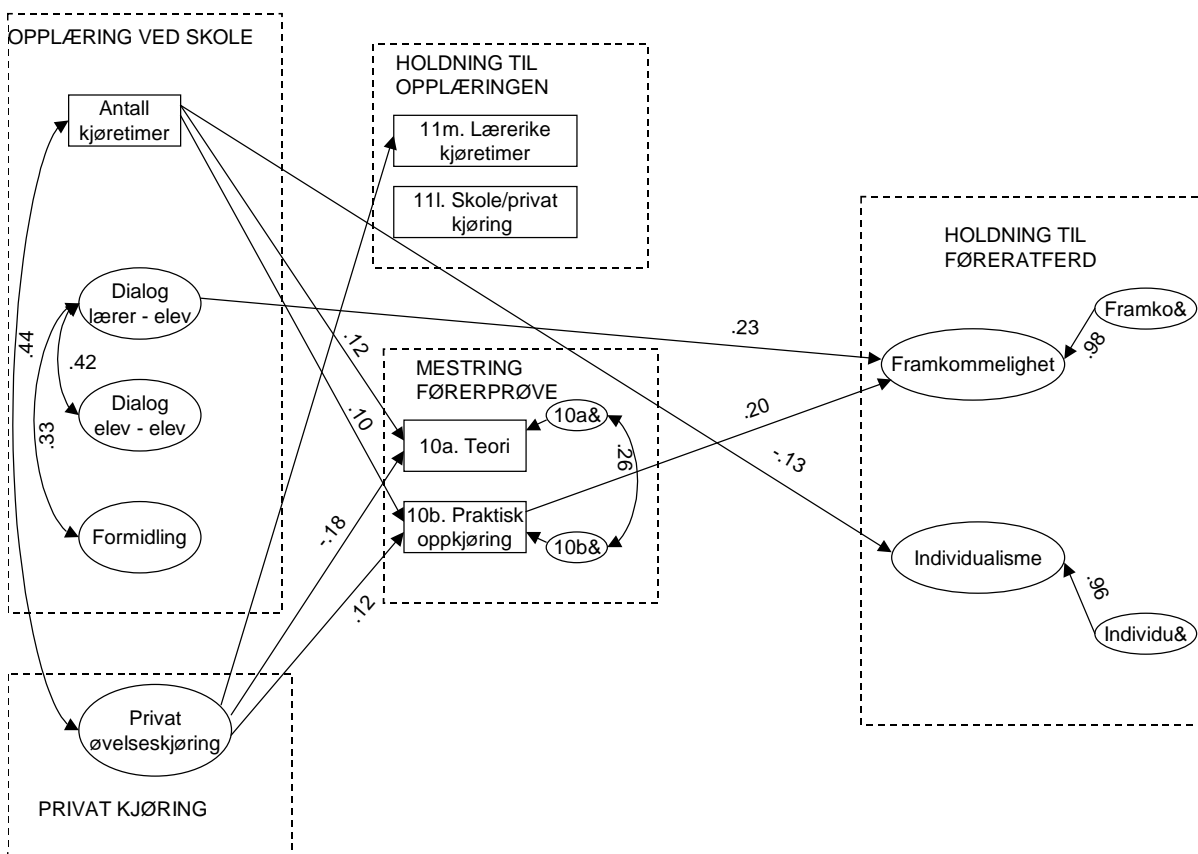 OPPLÆRING VED SKOLE
Antall
kjøretimer
Dialog
lærer - elev
.42
Dialog
elev - elev
.33
.44
Formidling
Privat
øvelseskjøring
PRIVAT KJØRING
HOLDNING TIL
OPPLÆRINGEN
11m. Lærerike
kjøretimer
11l. Skole/privat
kjøring
.12
.10
-.18
.12
MESTRING
FØRERPRØVE
10a. Teori
10a&
.26
10b. Praktisk
oppkjøring
10b&
.23
.20
-.13
HOLDNING TIL
FØRERATFERD
Framko&
.98
Framkommelighet
Individualisme
.96
Individu&